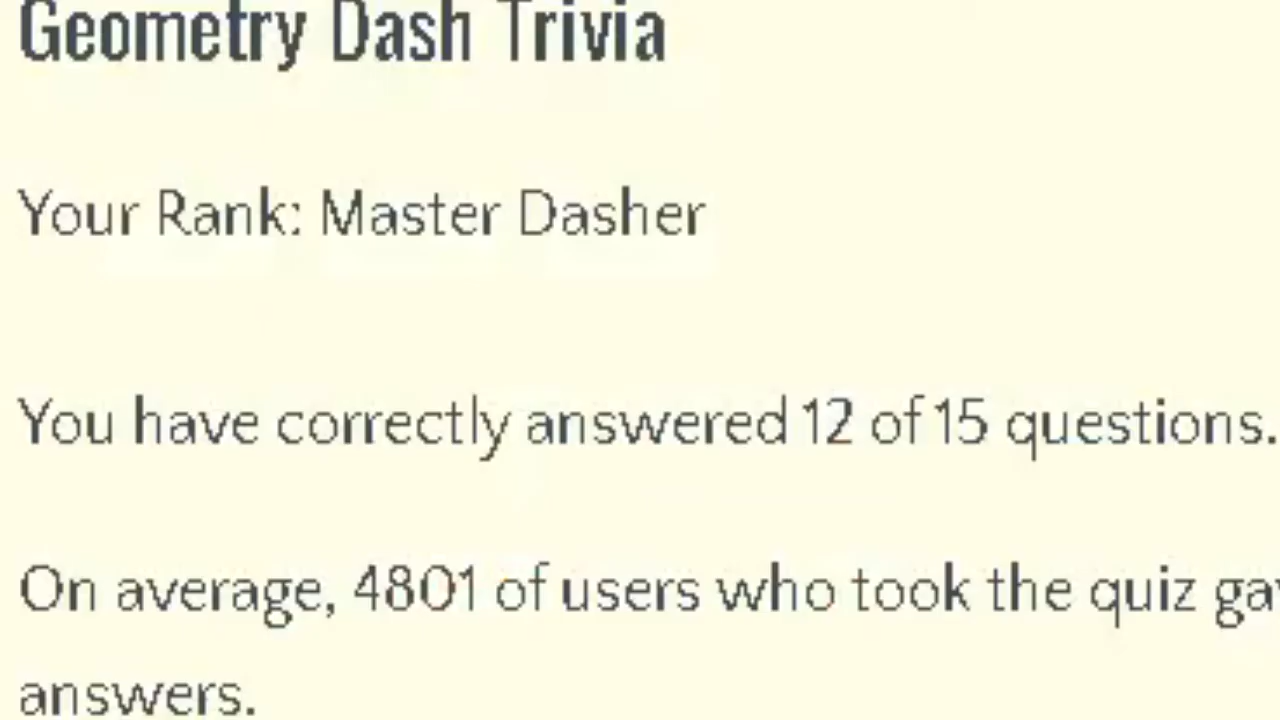 Geometry Dash Trivia
Your Rank: Master Dasher
You have correctly answered 12 of 15 questions.
On average, 4801 of users who took the quiz
answers.